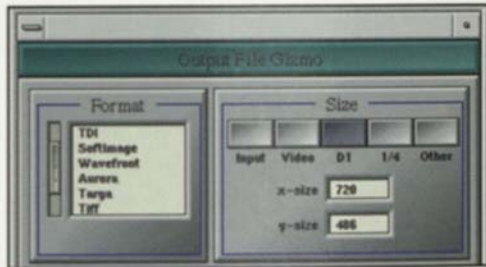 Output File Gizmo
Format
TDI
Softimage
Wavefront
Aurora
Targa
Tiff
Size
Input Video D1 1/4 Other
x-size 720
y-size 486